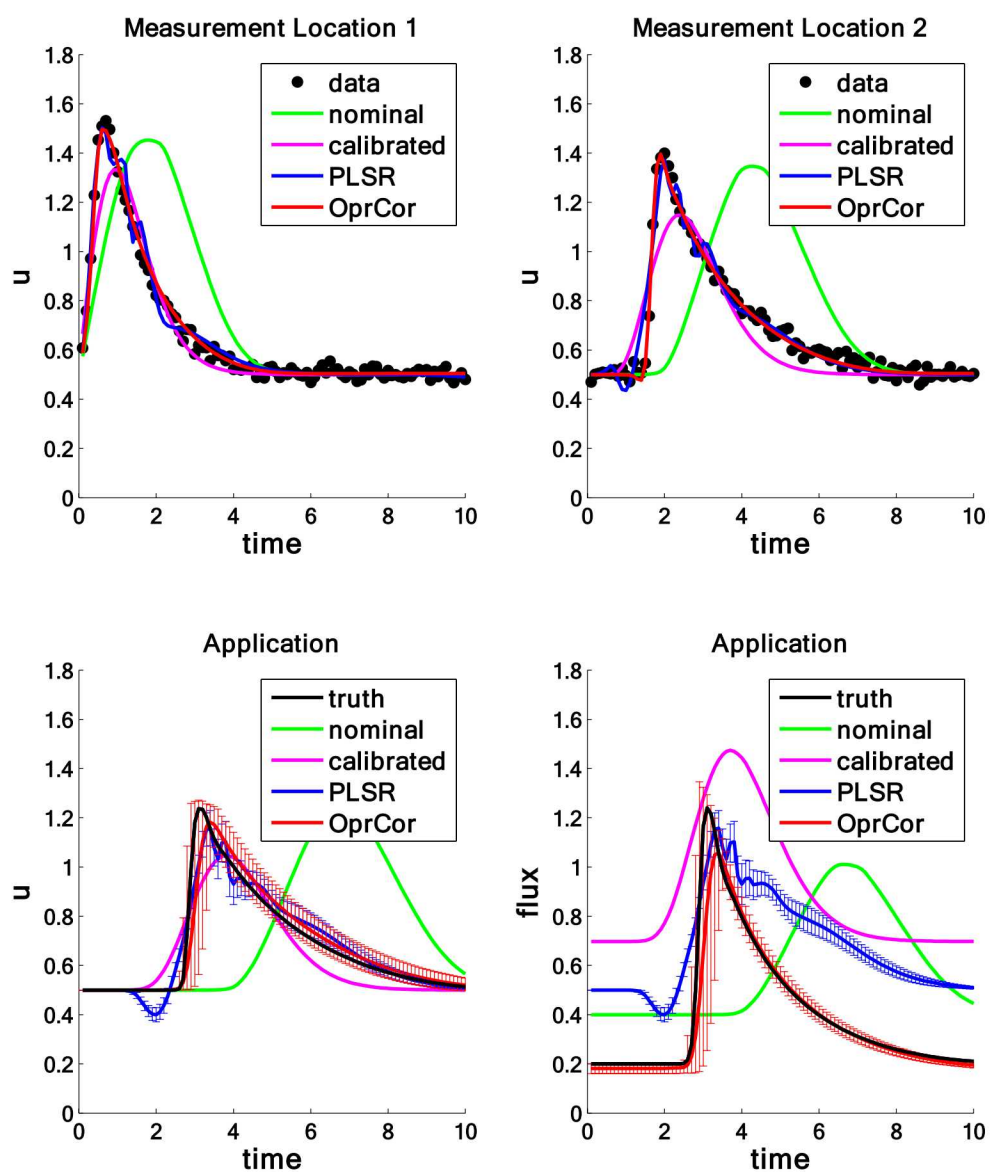 Measurement Location 1
1.8
1.6
1.4
1.2
1
0.8
0.6
0.4
0.2
0
u
data
nominal
calibrated
PLSR
OprCor
0 2 4 6 8 10
time
Measurement Location 2
1.8
1.6
1.4
1.2
1
0.8
0.6
0.4
0.2
0
u
data
nominal
calibrated
PLSR
OprCor
0 2 4 6 8 10
time
Application
1.8
1.6
1.4
1.2
1
0.8
0.6
0.4
0.2
0
u
truth
nominal
calibrated
PLSR
OprCor
0 2 4 6 8 10
time
Application
1.8
1.6
1.4
1.2
1
0.8
0.6
0.4
0.2
0
flux
truth
nominal
calibrated
PLSR
OprCor
0 2 4 6 8 10
time